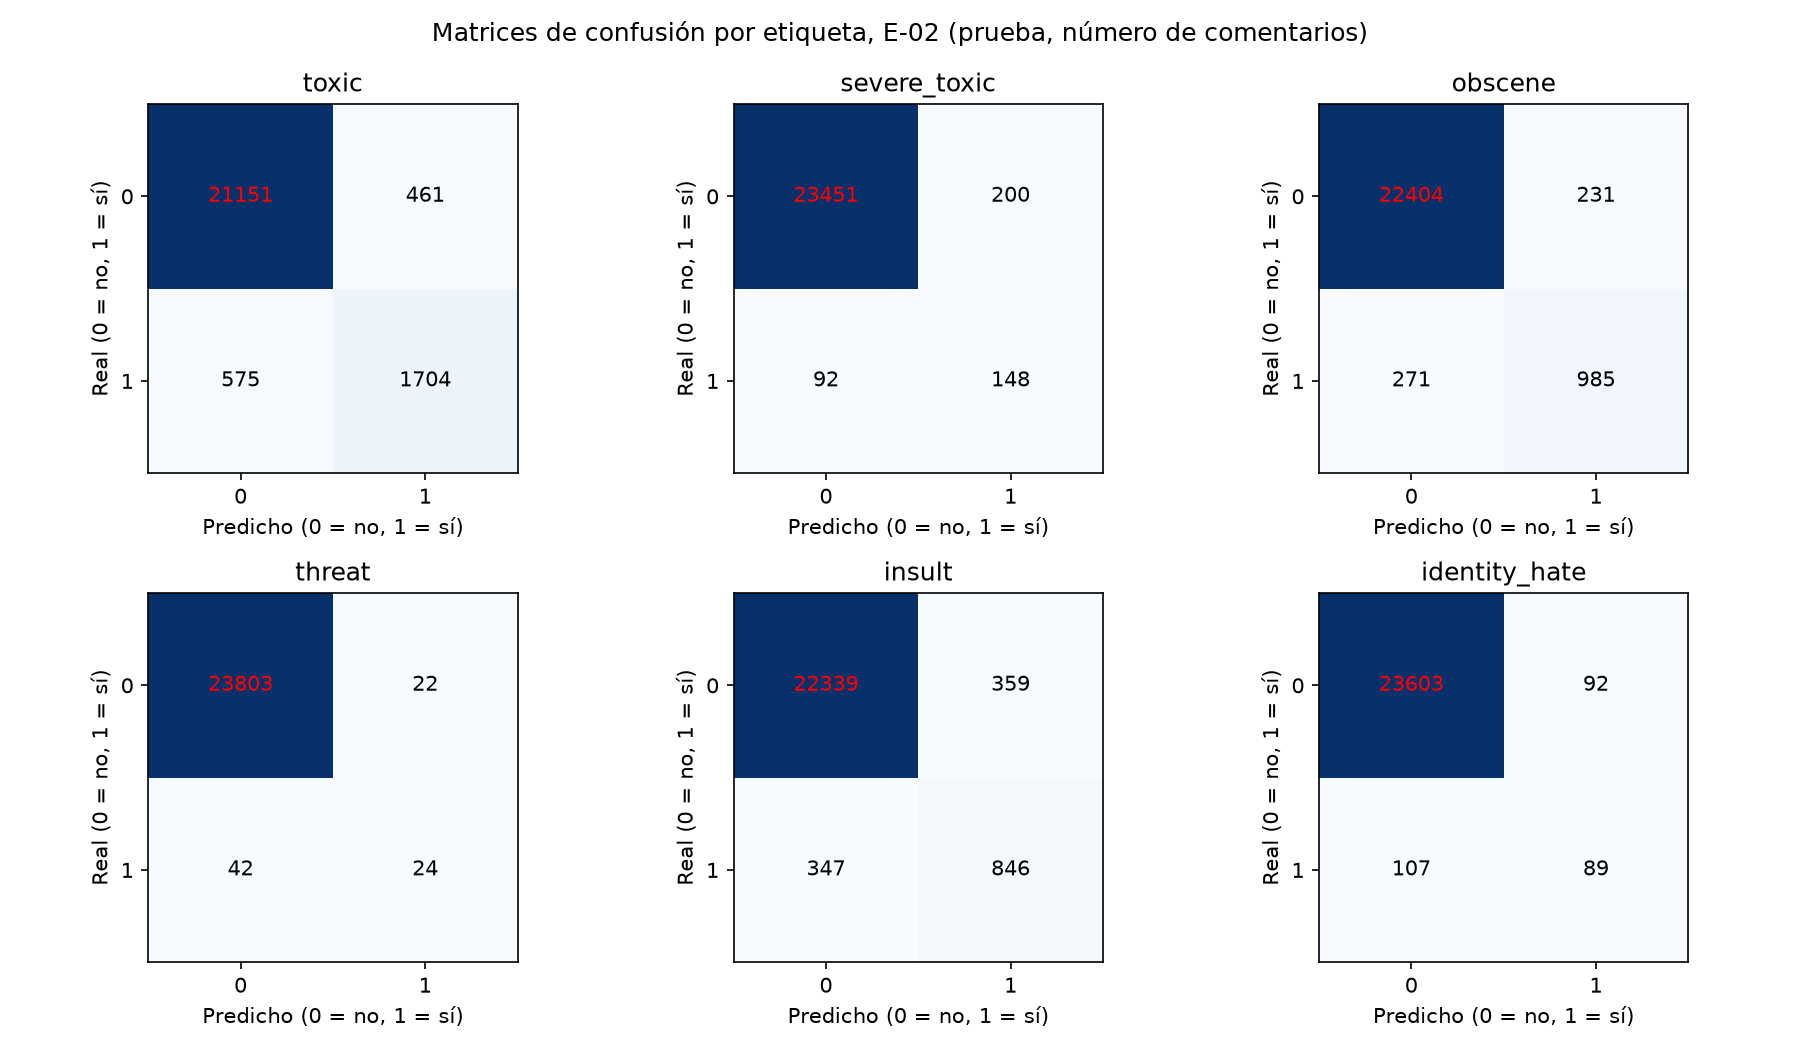 Matrices de confusión por etiqueta, E-02 (prueba, número de comentarios)
toxic
Real (0 = no, 1 = sí)
0
21151 461
1
575 1704
0 1
Predicho (0 = no, 1 = sí)
severe_toxic
Real (0 = no, 1 = sí)
0
23451 200
1
92 148
0 1
Predicho (0 = no, 1 = sí)
obscene
Real (0 = no, 1 = sí)
0
22404 231
1
271 985
0 1
Predicho (0 = no, 1 = sí)
threat
Real (0 = no, 1 = sí)
0
23803 22
1
42 24
0 1
Predicho (0 = no, 1 = sí)
insult
Real (0 = no, 1 = sí)
0
22339 359
1
347 846
0 1
Predicho (0 = no, 1 = sí)
identity_hate
Real (0 = no, 1 = sí)
0
23603 92
1
107 89
0 1
Predicho (0 = no, 1 = sí)